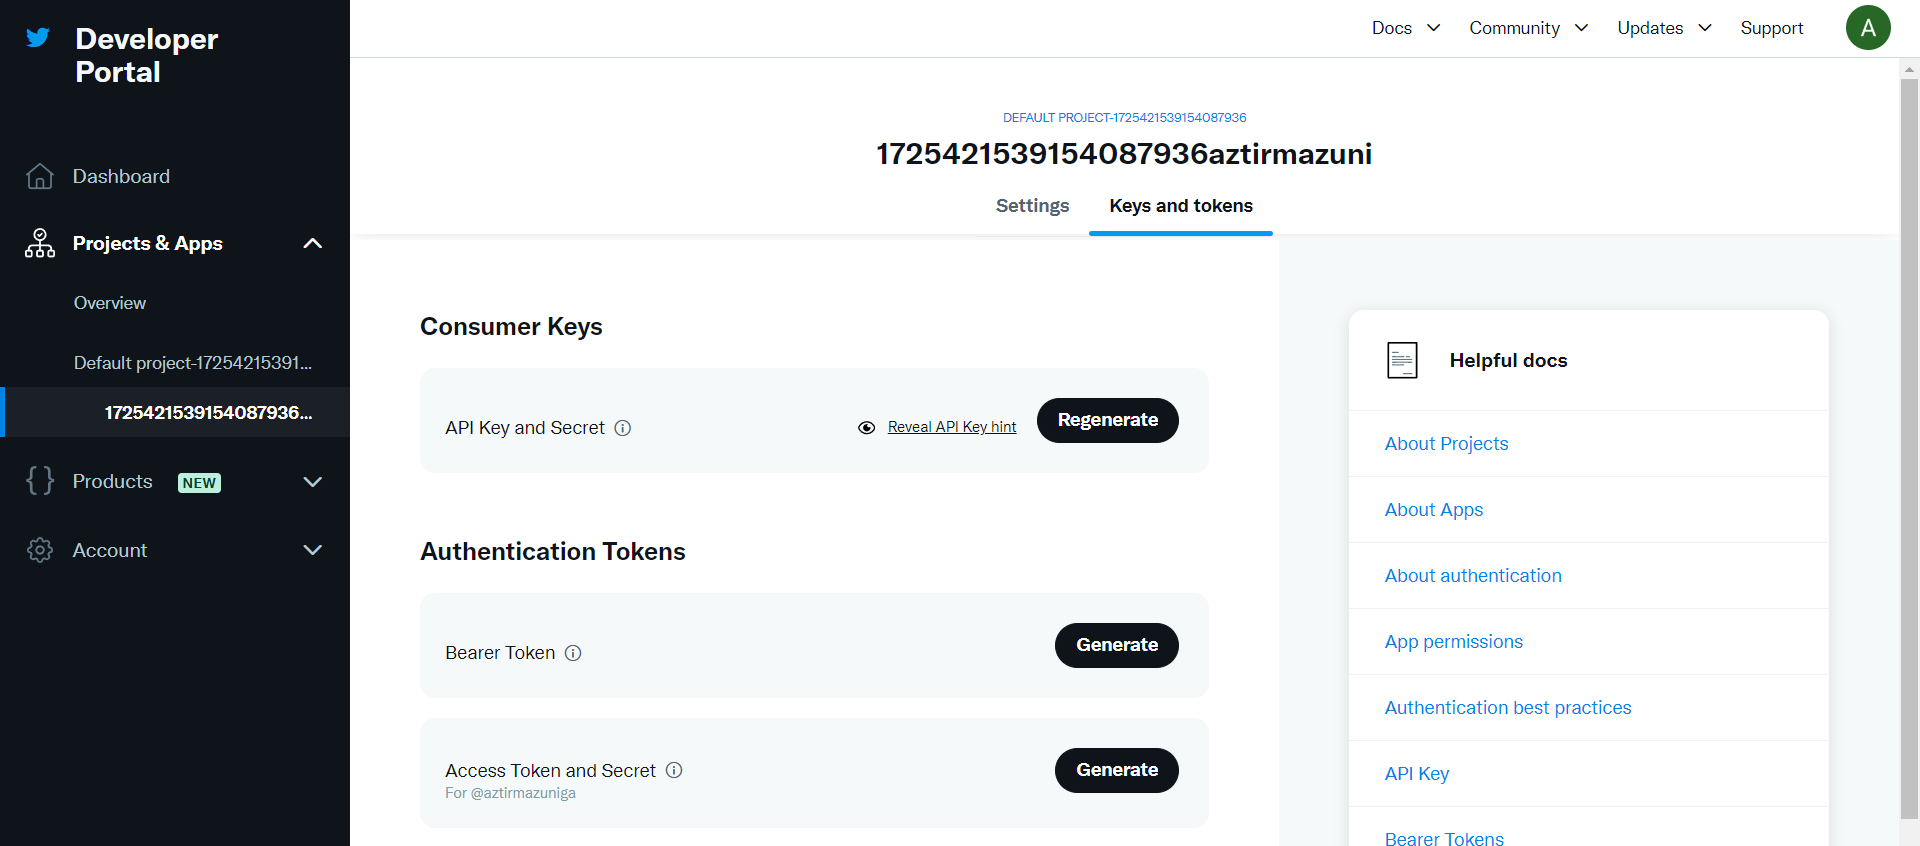 Developer
Portal
Dashboard
Projects & Apps
Overview
Default project-17254215391...
1725421539154087936...
Products NEW
Account
Docs Community Updates Support A
DEFAULT PROJECT-1725421539154087936
1725421539154087936aztirmazuni
Settings Keys and tokens
Consumer Keys
API Key and Secret Reveal API Key hint Regenerate
Authentication Tokens
Bearer Token Generate
Access Token and Secret Generate
For @aztirmazuniga
Helpful docs
About Projects
About Apps
About authentication
App permissions
Authentication best practices
API Key
Bearer Tokens